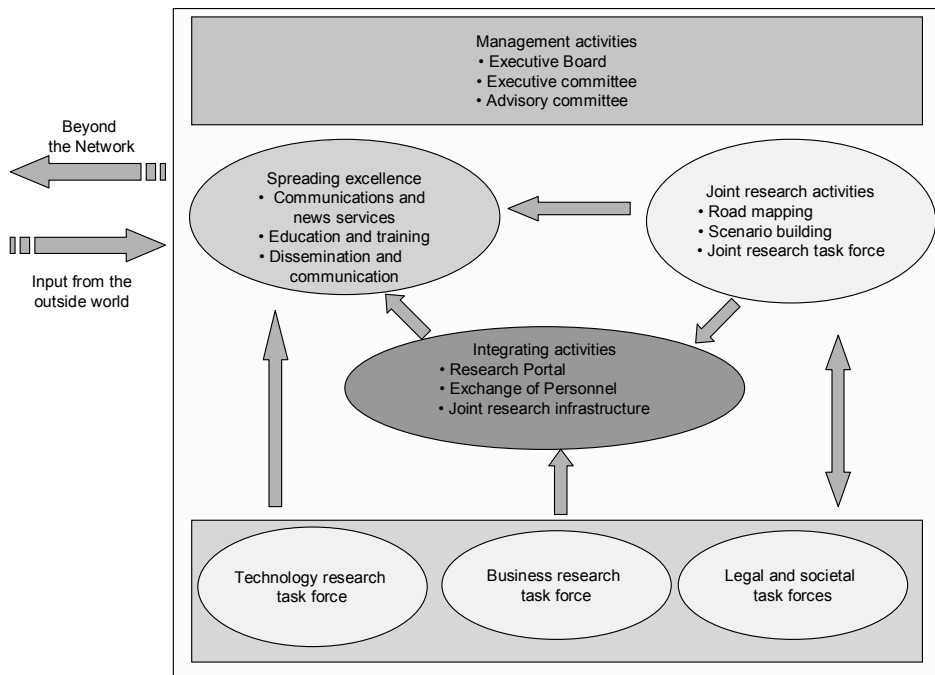 Management activities
• Executive Board
• Executive committee
• Advisory committee
Beyond
the Network
Input from the
outside world
Spreading excellence
• Communications and
news services
• Education and training
• Dissemination and
communication
Joint research activities
• Road mapping
• Scenario building
• Joint research task force
Integrating activities
• Research Portal
• Exchange of Personnel
• Joint research infrastructure
Technology research
task force
Business research
task force
Legal and societal
task forces